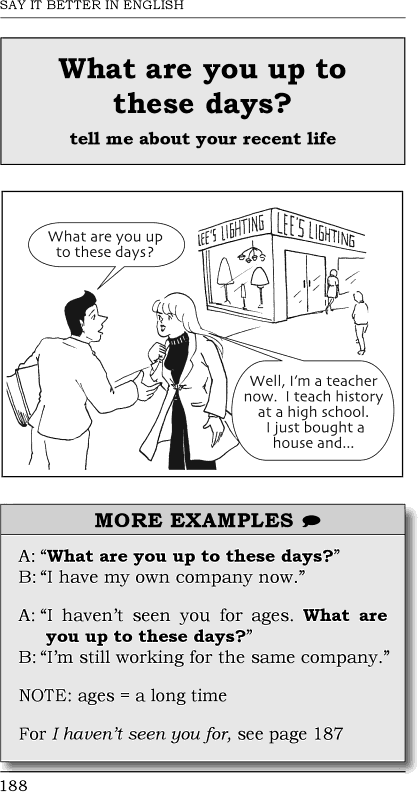 SAY IT BETTER IN ENGLISH
What are you up to
these days?
tell me about your recent life
What are you up
to these days?
LEE'S LIGHTING
LEE'S LIGHTING
Well, I'm a teacher
now. I teach history
at a high school.
I just bought a
house and...
MORE EXAMPLES
A: “What are you up to these days?”
B: “I have my own company now.”
A: “I haven't seen you for ages. What are
you up to these days?”
B: “I'm still working for the same company.”
NOTE: ages = a long time
For I haven't seen you for, see page 187
188